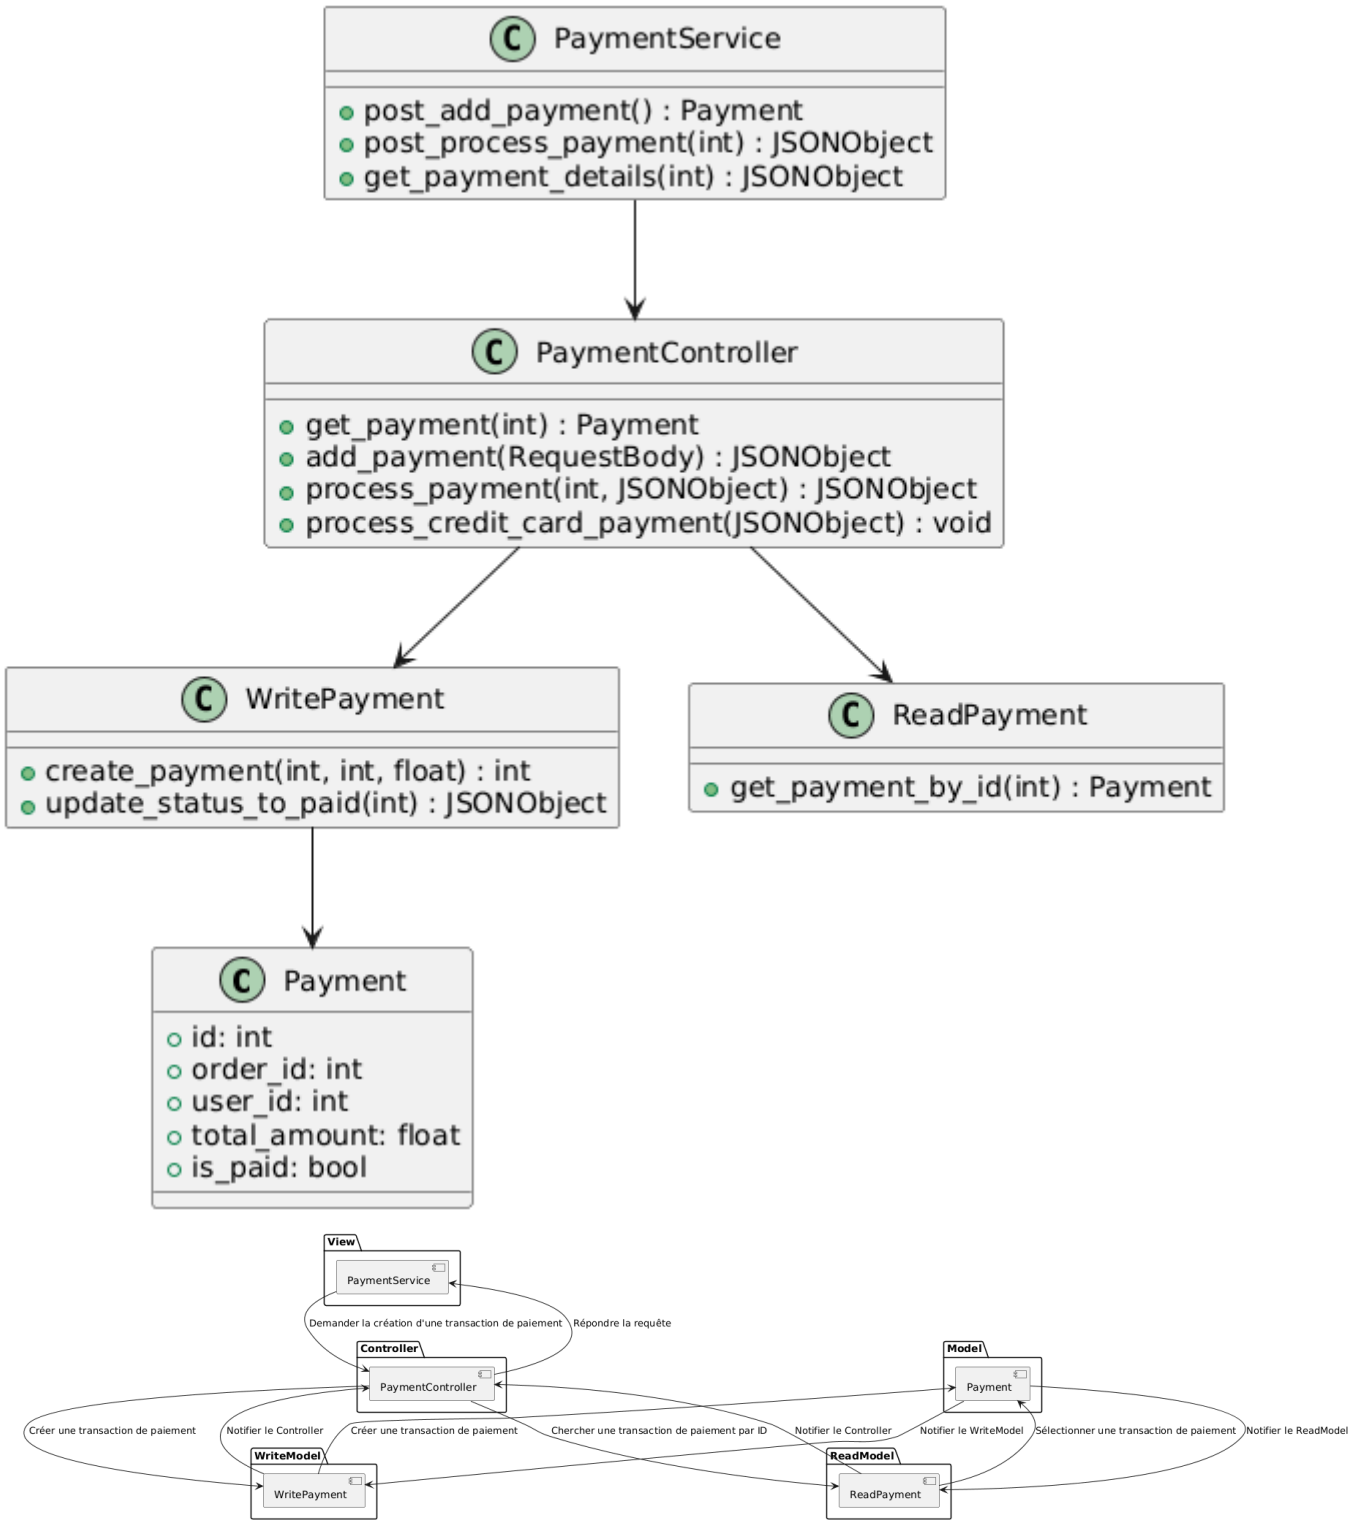 C PaymentService
post_add_payment() : Payment
post_process_payment(int) : JSONObject
get_payment_details(int) : JSONObject
C PaymentController
get_payment(int) : Payment
add_payment(RequestBody) : JSONObject
process_payment(int, JSONObject) : JSONObject
process_credit_card_payment(JSONObject) : void
C WritePayment
create_payment(int, int, float) : int
update_status_to_paid(int) : JSONObject
C ReadPayment
get_payment_by_id(int) : Payment
C Payment
id: int
order_id: int
user_id: int
total_amount: float
is_paid: bool
View
PaymentService
Demander la création d'une transaction de paiement
Répondre la requête
Controller
PaymentController
Model
Payment
Créer une transaction de paiement
Notifier le Controller
Créer une transaction de paiement
Chercher une transaction de paiement par ID
Notifier le Controller
Notifier le WriteModel
Sélectionner une transaction de paiement
Notifier le ReadModel
WriteModel
WritePayment
ReadModel
ReadPayment